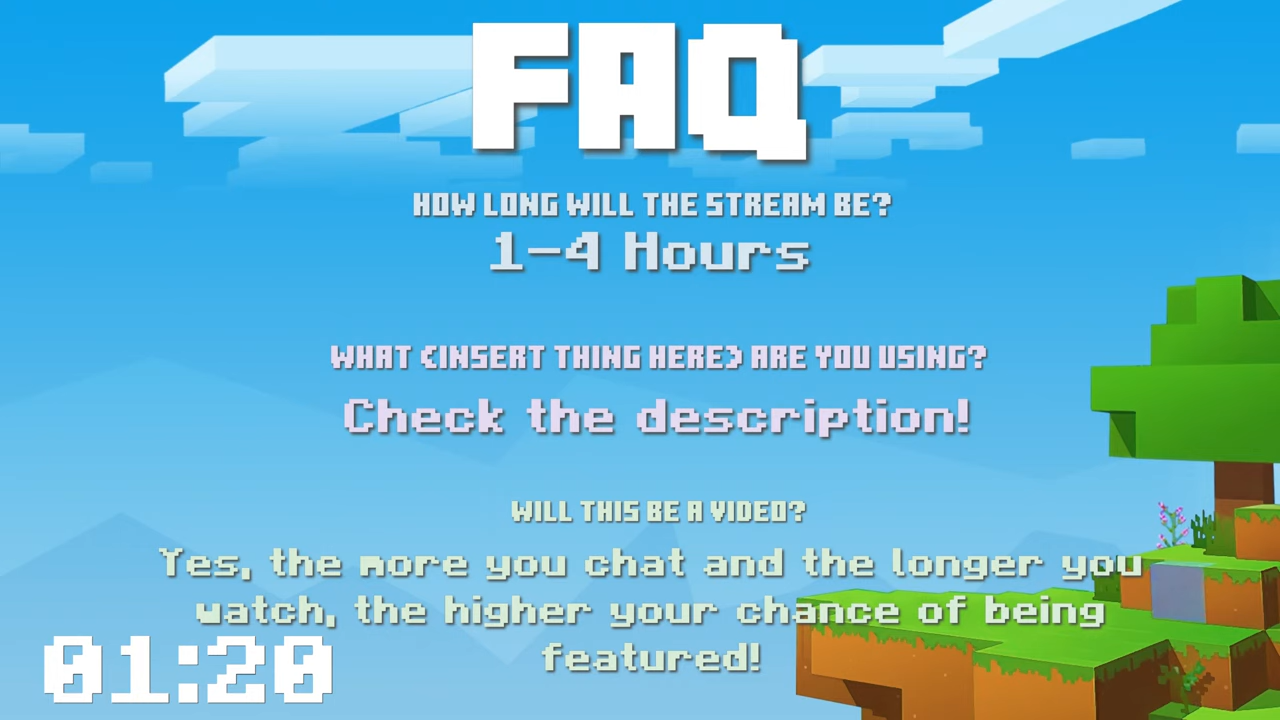 FAQ
HOW LONG WILL THE STREAM BE?
1-4 Hours
WHAT <INSERT THING HERE> ARE YOU USING?
Check the description!
WILL THIS BE A VIDEO?
Yes, the more you chat and the longer you
watch, the higher your chance of being
featured!
01:20